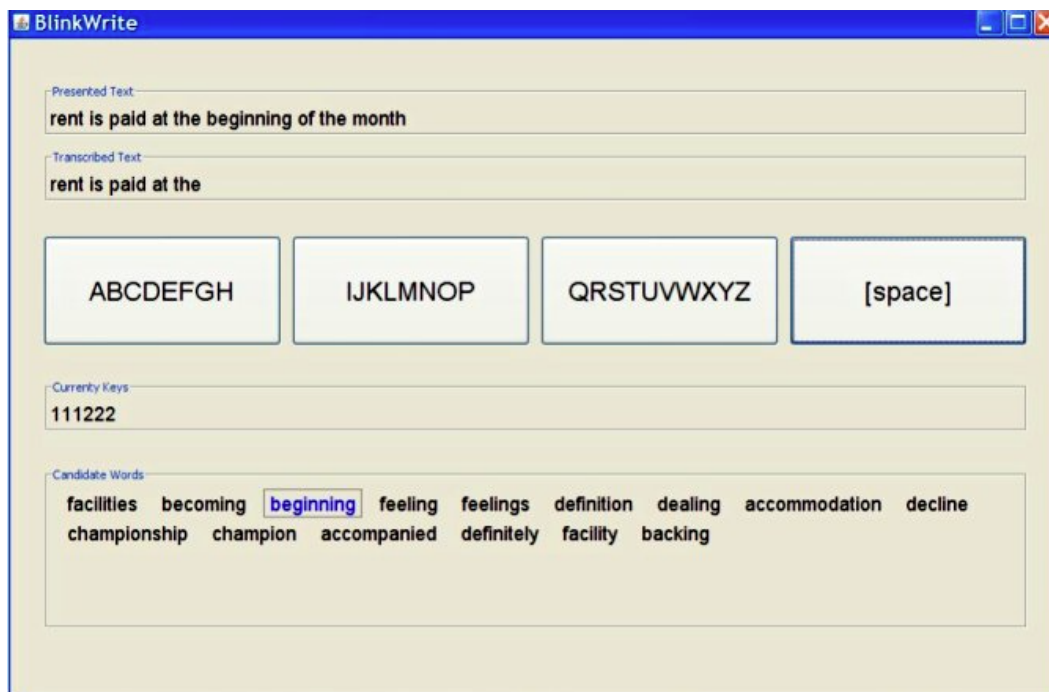 BlinkWrite
Presented Text
rent is paid at the beginning of the month
Transcribed Text
rent is paid at the
ABCDEFGH IJKLMNOP QRSTUVWXYZ [space]
Currenty Keys
111222
Candidate Words
facilities becoming beginning feeling feelings definition dealing accommodation decline
championship champion accompanied definitely facility backing